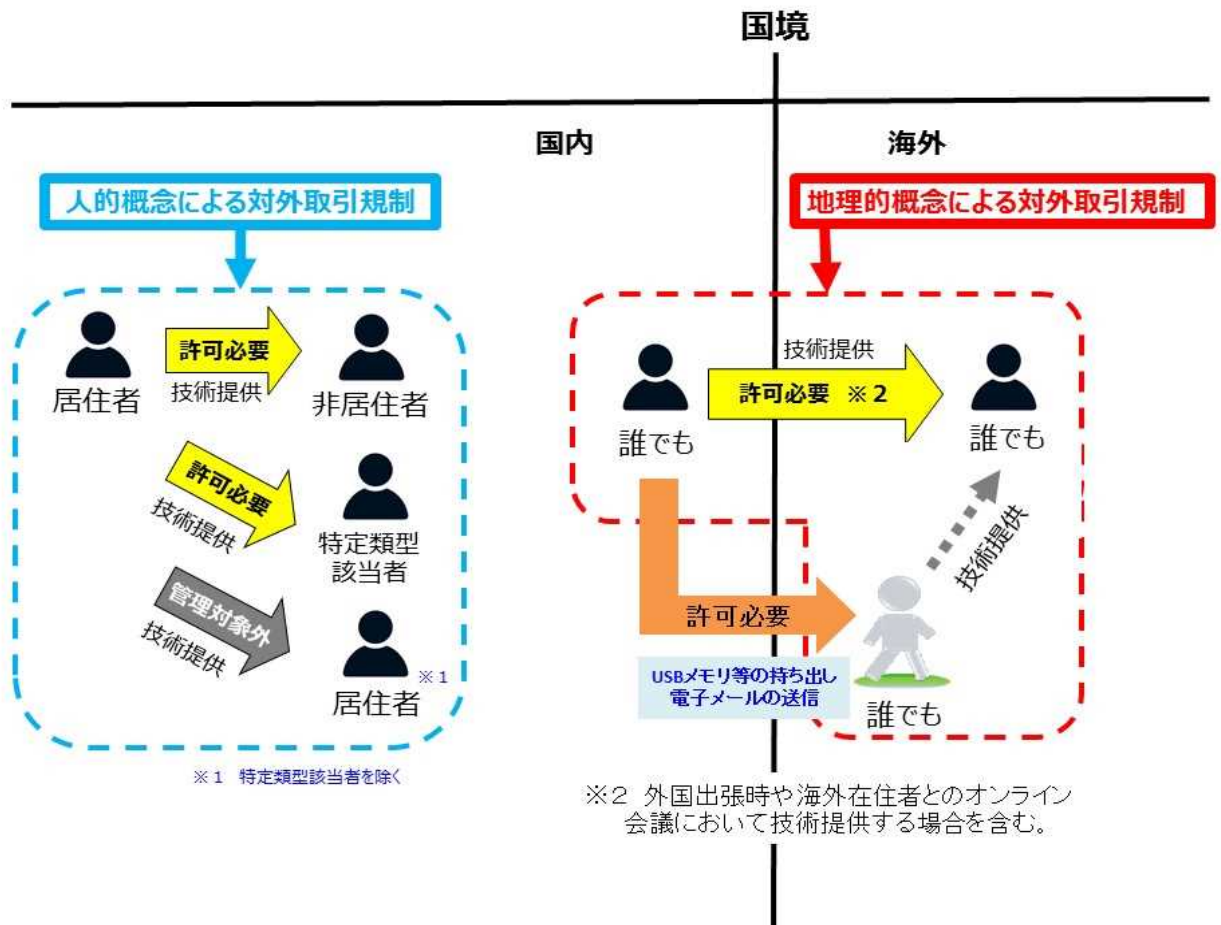 国境
国内
海外
人的概念による対外取引規制
居住者
許可必要
技術提供
非居住者
許可必要
技術提供
特定類型
該当者
管理対象外
技術提供
居住者
※1
※1 特定類型該当者を除く
地理的概念による対外取引規制
誰でも
技術提供
許可必要 ※2
誰でも
許可必要
USBメモリ等の持ち出し
電子メールの送信
技術提供
誰でも
※2 外国出張時や海外在住者とのオンライン
会議において技術提供する場合を含む。